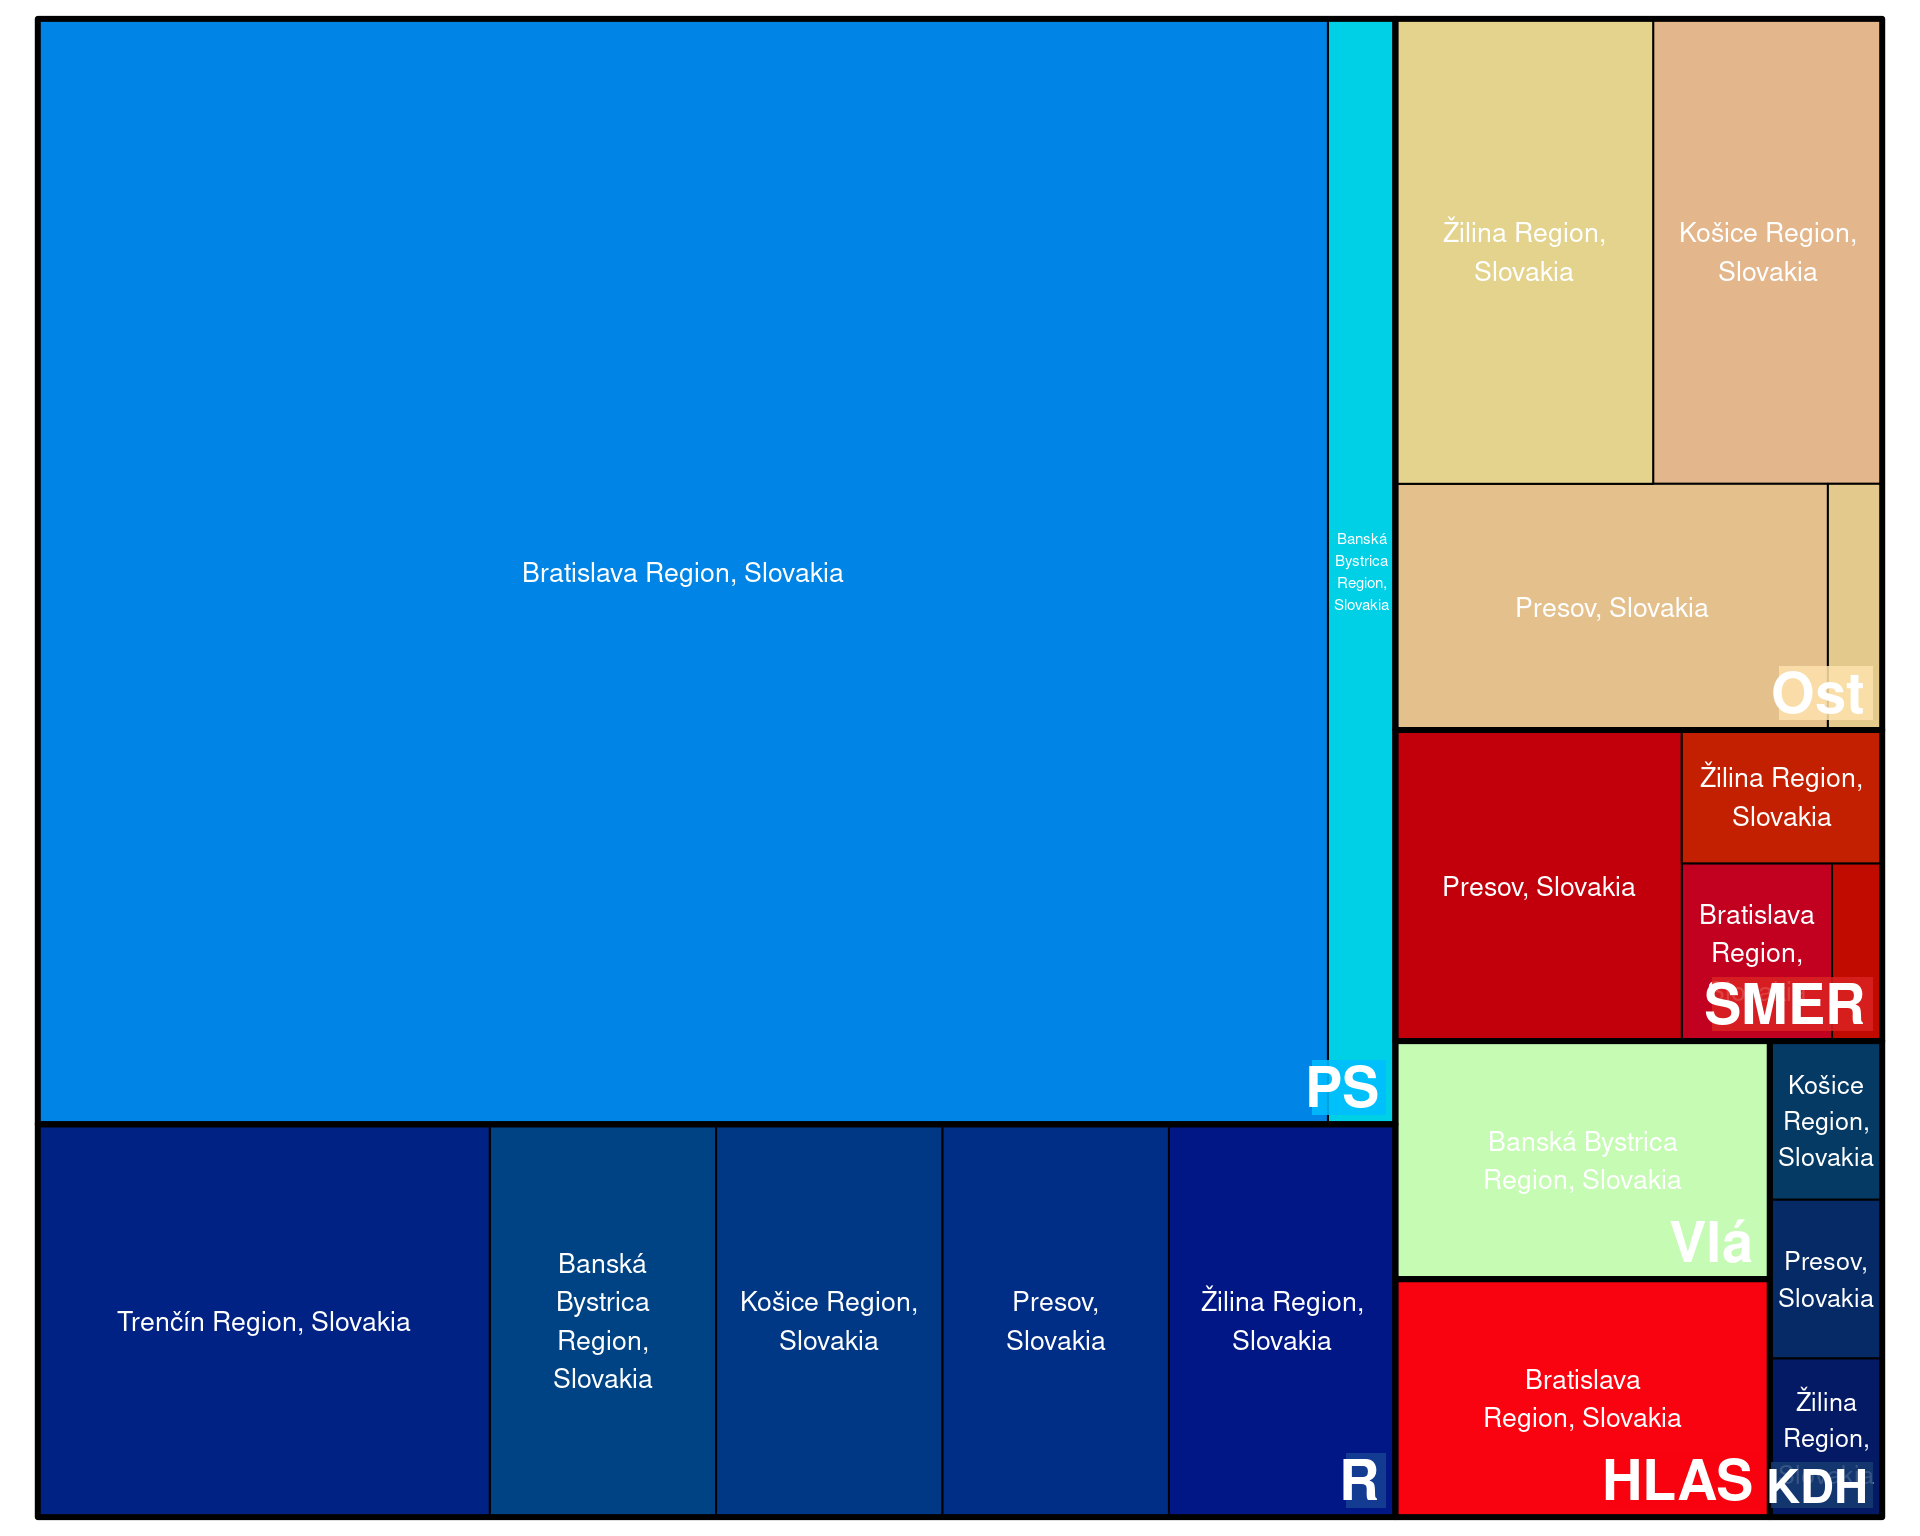 Bratislava Region, Slovakia
Banská
Bystrica
Region,
Slovakia
PS
Trenčín Region, Slovakia
Banská
Bystrica
Region,
Slovakia
Košice Region,
Slovakia
Presov,
Slovakia
Žilina Region,
Slovakia
R
Žilina Region,
Slovakia
Košice Region,
Slovakia
Presov, Slovakia
Ost
Presov, Slovakia
Žilina Region,
Slovakia
Bratislava
Region,
SMER
Banská Bystrica
Region, Slovakia
Vlá
Bratislava
Region, Slovakia
HLAS
Košice
Region,
Slovakia
Presov,
Slovakia
Žilina
Region,
KDH